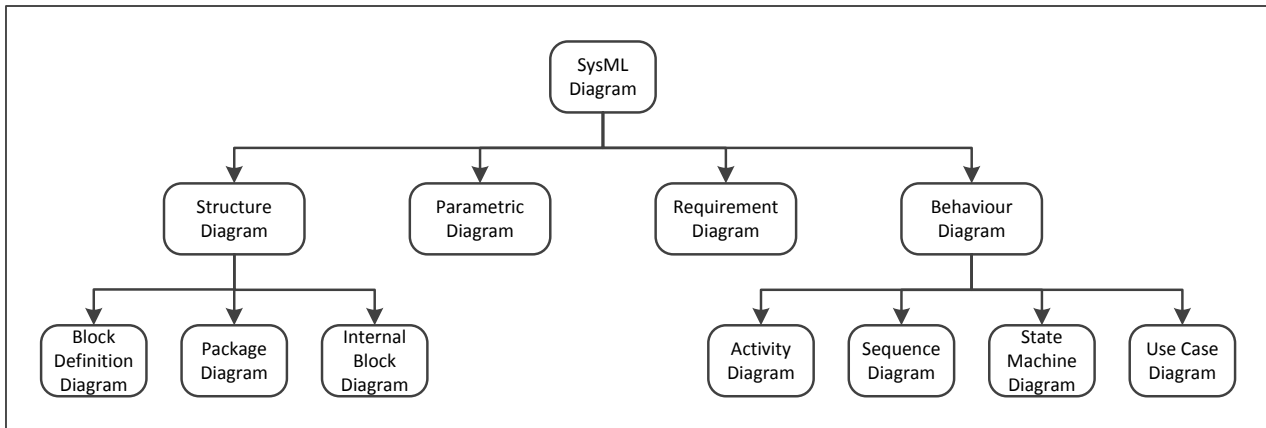 SysML
Diagram
Structure
Diagram
Parametric
Diagram
Requirement
Diagram
Behaviour
Diagram
Block
Definition
Diagram
Package
Diagram
Internal
Block
Diagram
Activity
Diagram
Sequence
Diagram
State
Machine
Diagram
Use Case
Diagram